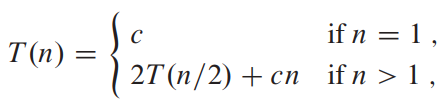 T(n) = { c if n = 1 ,
2T(n/2) + cn if n > 1 ,